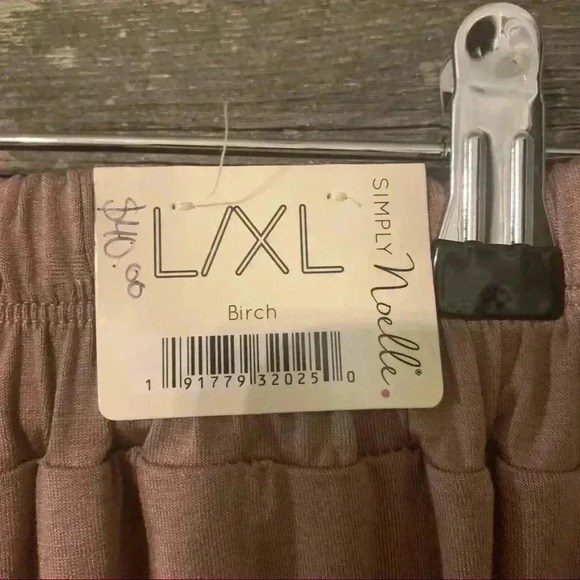 $40.00
L/XL
Birch
1 91779 32025 0
SIMPLY
Noelle®